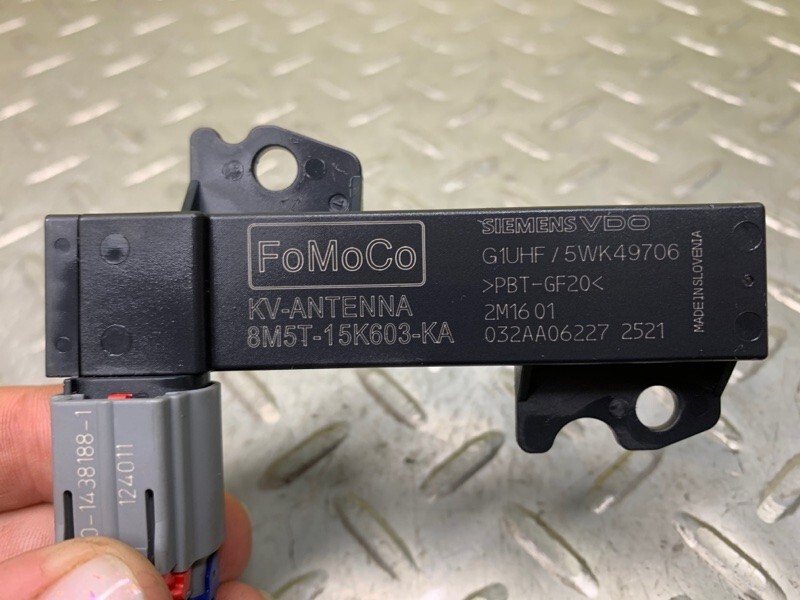 FoMoCo
KV-ANTENNA
8M5T-15K603-KA
SIEMENS VDO
G1UHF / 5WK49706
>PBT-GF20<
2M16 01
032AA06227 2521
MADE IN SLOVENIA
0-1438188-1
124011